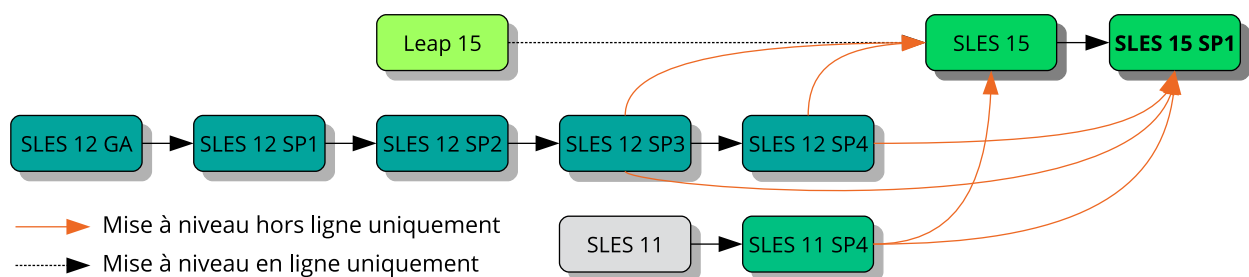 Leap 15
SLES 15
SLES 15 SP1
SLES 12 GA
SLES 12 SP1
SLES 12 SP2
SLES 12 SP3
SLES 12 SP4
Mise à niveau hors ligne uniquement
SLES 11
SLES 11 SP4
Mise à niveau en ligne uniquement